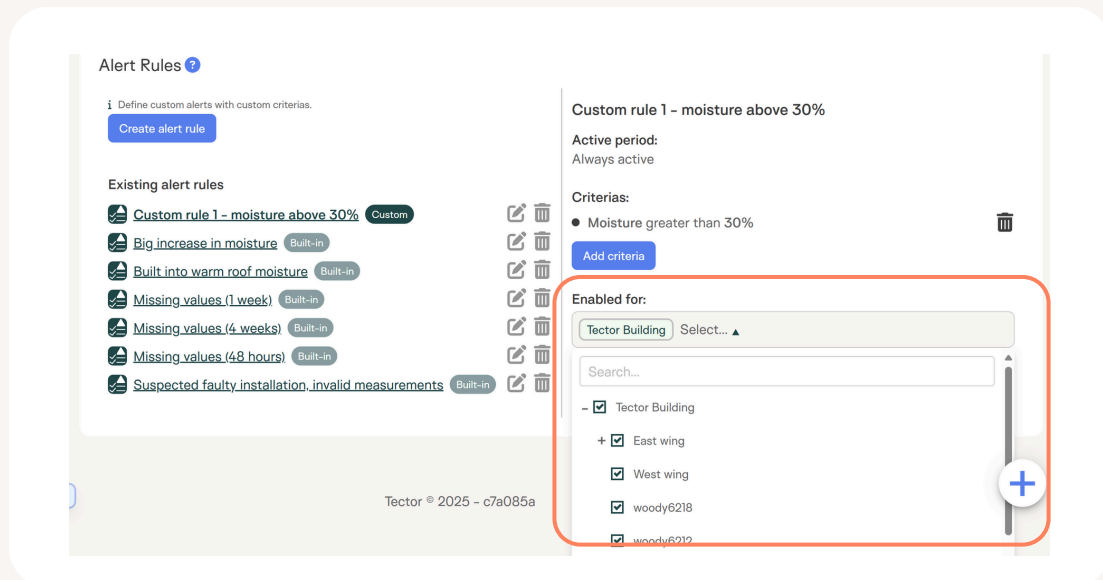 Alert Rules ?
i Define custom alerts with custom criterias.
Create alert rule
Existing alert rules
Custom rule 1 - moisture above 30% Custom
Big increase in moisture Built-in
Built into warm roof moisture Built-in
Missing values (1 week) Built-in
Missing values (4 weeks) Built-in
Missing values (48 hours) Built-in
Suspected faulty installation, invalid measurements Built-in
Custom rule 1 - moisture above 30%
Active period:
Always active
Criterias:
Moisture greater than 30%
Add criteria
Enabled for:
Tector Building Select...
Search...
Tector Building
East wing
West wing
woody6218
woody6212
Tector © 2025 - c7a085a